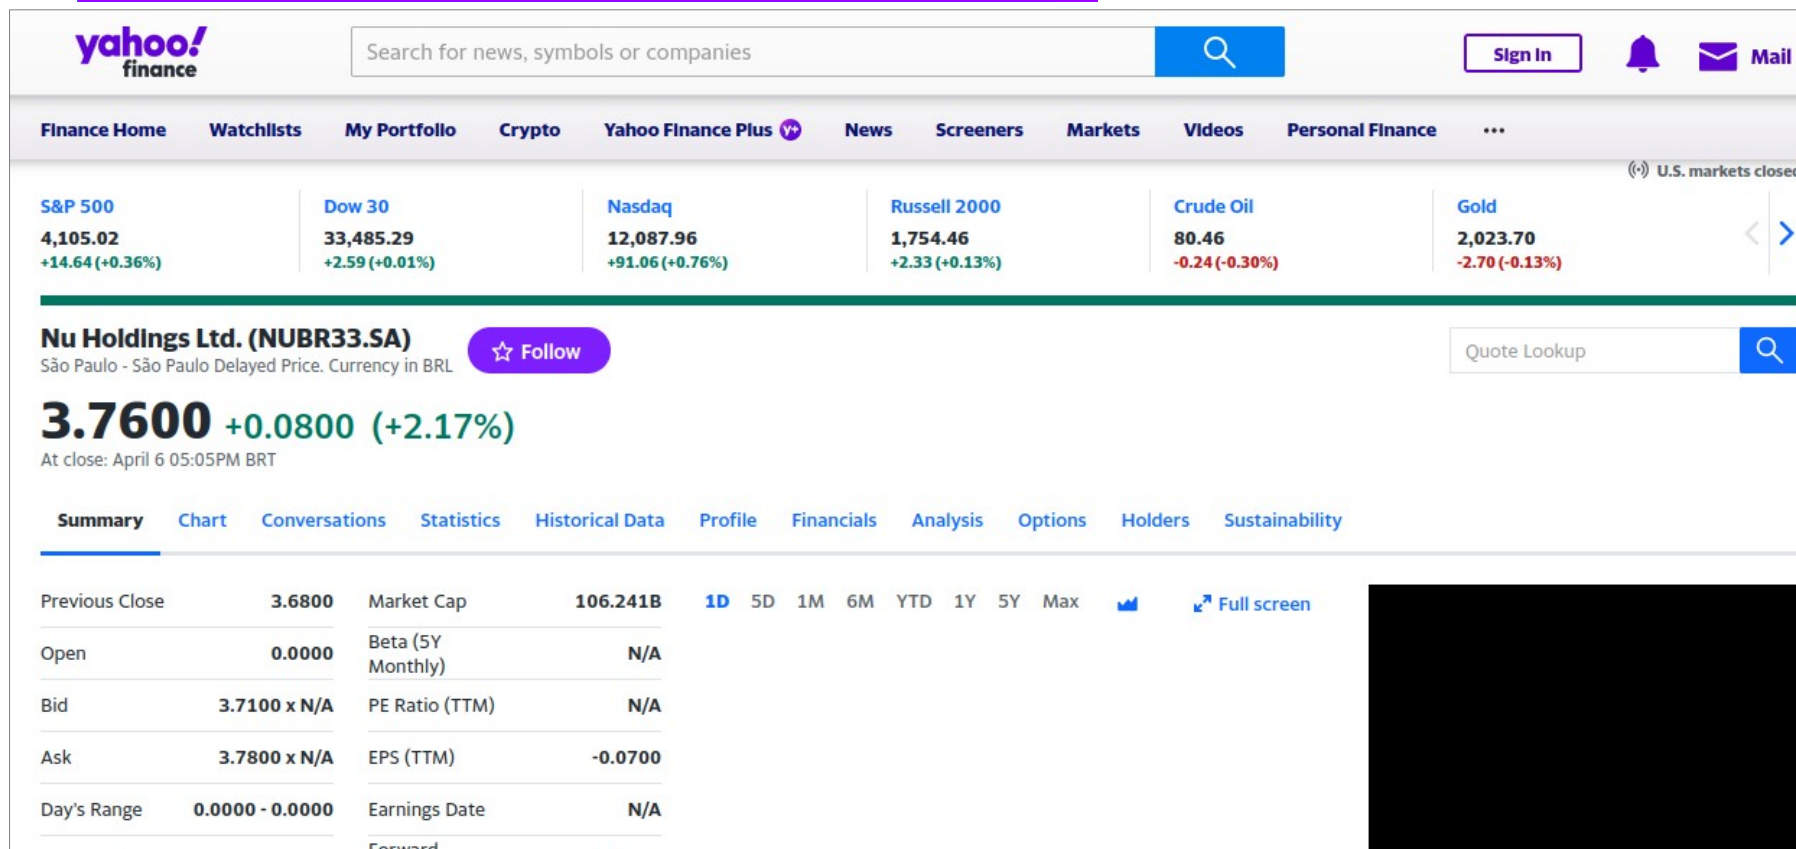 yahoo!
finance
Search for news, symbols or companies
Sign In
Mail
Finance Home Watchlists My Portfolio Crypto Yahoo Finance Plus Y+ News Screeners Markets Videos Personal Finance ...
U.S. markets closed
S&P 500 Dow 30 Nasdaq Russell 2000 Crude Oil Gold
4,105.02 33,485.29 12,087.96 1,754.46 80.46 2,023.70
+14.64 (+0.36%) +2.59 (+0.01%) +91.06 (+0.76%) +2.33 (+0.13%) -0.24 (-0.30%) -2.70 (-0.13%)
Nu Holdings Ltd. (NUBR33.SA)
São Paulo - São Paulo Delayed Price. Currency in BRL
Follow
Quote Lookup
3.7600 +0.0800 (+2.17%)
At close: April 6 05:05PM BRT
Summary Chart Conversations Statistics Historical Data Profile Financials Analysis Options Holders Sustainability
Previous Close 3.6800
Open 0.0000
Bid 3.7100 x N/A
Ask 3.7800 x N/A
Day's Range 0.0000 - 0.0000
Market Cap 106.241B
Beta (5Y
Monthly) N/A
PE Ratio (TTM) N/A
EPS (TTM) -0.0700
Earnings Date N/A
Forward
1D 5D 1M 6M YTD 1Y 5Y Max Full screen